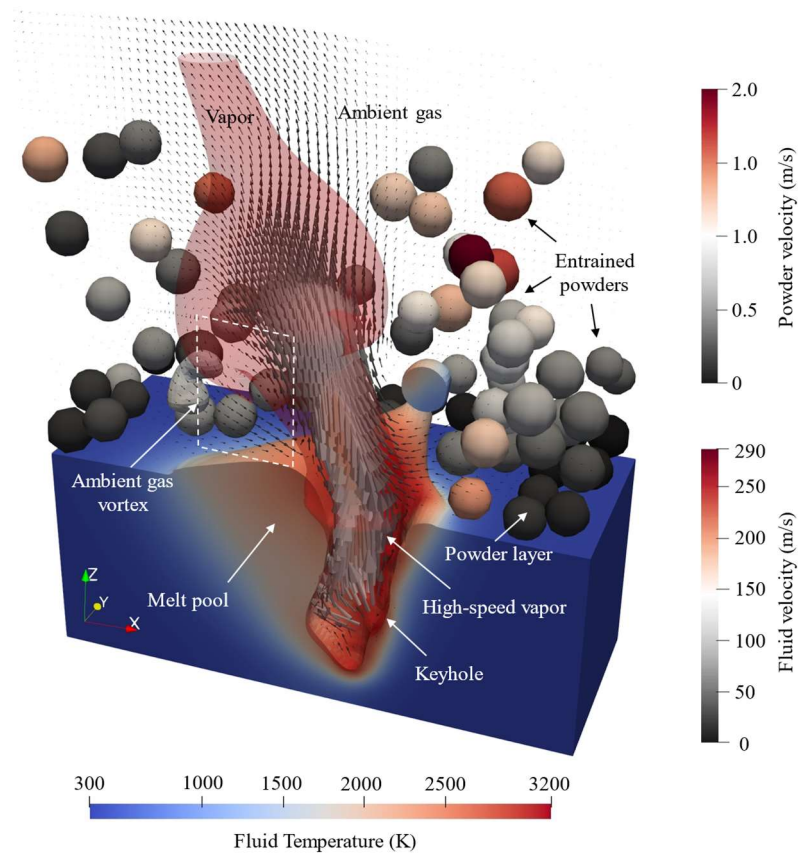 Vapor
Ambient gas
Entrained
powders
Ambient gas
vortex
Powder layer
Melt pool
High-speed vapor
Keyhole
Z
Y
X
2.0
1.0
1.0
0.5
0
Powder velocity (m/s)
290
250
200
150
100
50
0
Fluid velocity (m/s)
300
1000
1500
2000
2500
3200
Fluid Temperature (K)